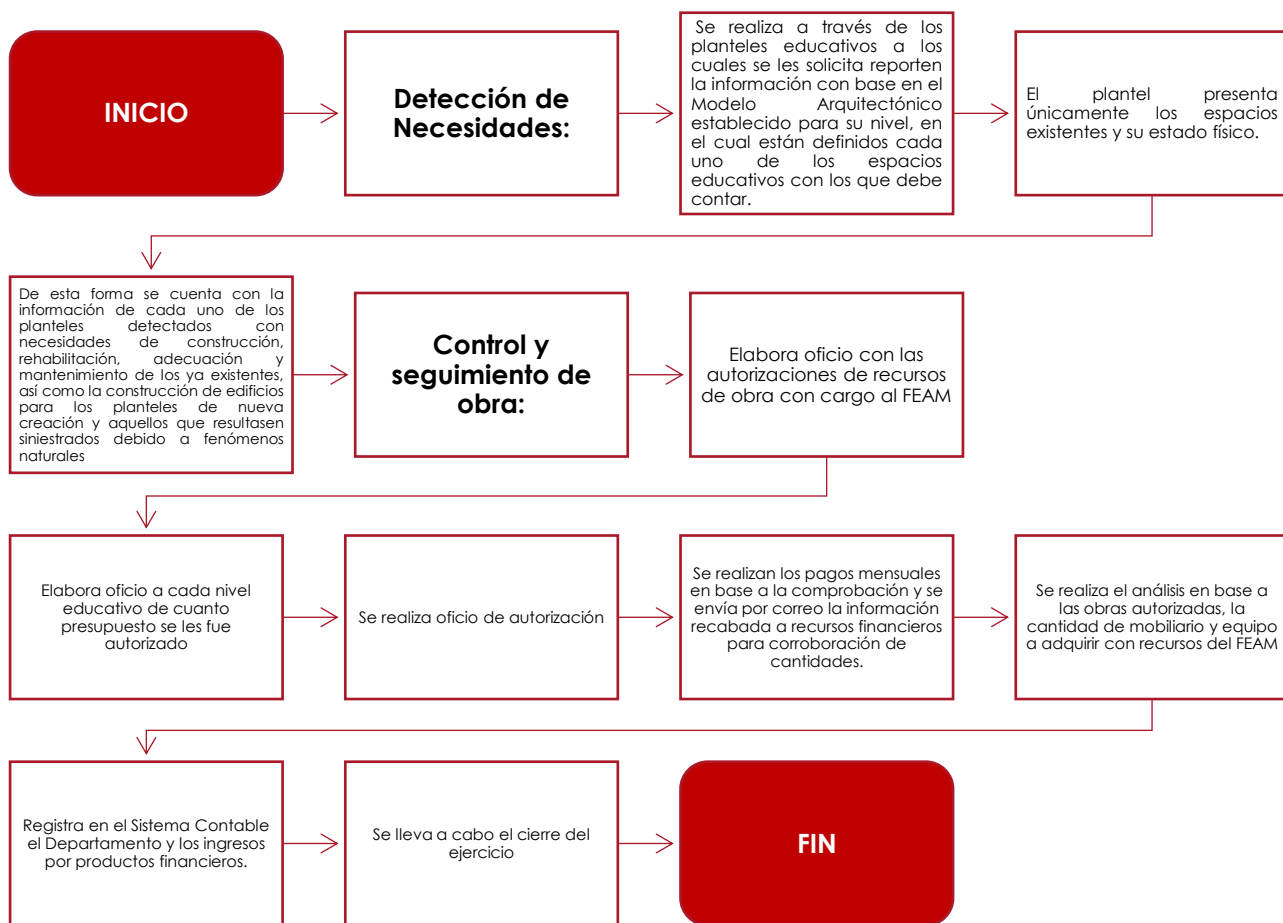 INICIO
Detección de
Necesidades:
Se realiza a través de los
planteles educativos a los
cuales se les solicita reporten
la información con base en el
Modelo Arquitectónico
establecido para su nivel, en
el cual están definidos cada
uno de los espacios
educativos con los que debe
contar.
El plantel presenta
únicamente los espacios
existentes y su estado físico.
De esta forma se cuenta con la
información de cada uno de los
planteles detectados con
necesidades de construcción,
rehabilitación, adecuación y
mantenimiento de los ya existentes,
así como la construcción de edificios
para los planteles de nueva
creación y aquellos que resultasen
siniestrados debido a fenómenos
naturales
Control y
seguimiento de
obra:
Elabora oficio con las
autorizaciones de recursos
de obra con cargo al FEAM
Elabora oficio a cada nivel
educativo de cuanto
presupuesto se les fue
autorizado
Se realiza oficio de autorización
Se realizan los pagos mensuales
en base a la comprobación y se
envía por correo la información
recabada a recursos financieros
para corroboración de
cantidades.
Se realiza el análisis en base a
las obras autorizadas, la
cantidad de mobiliario y equipo
a adquirir con recursos del FEAM
Registra en el Sistema Contable
el Departamento y los ingresos
por productos financieros.
Se lleva a cabo el cierre del
ejercicio
FIN